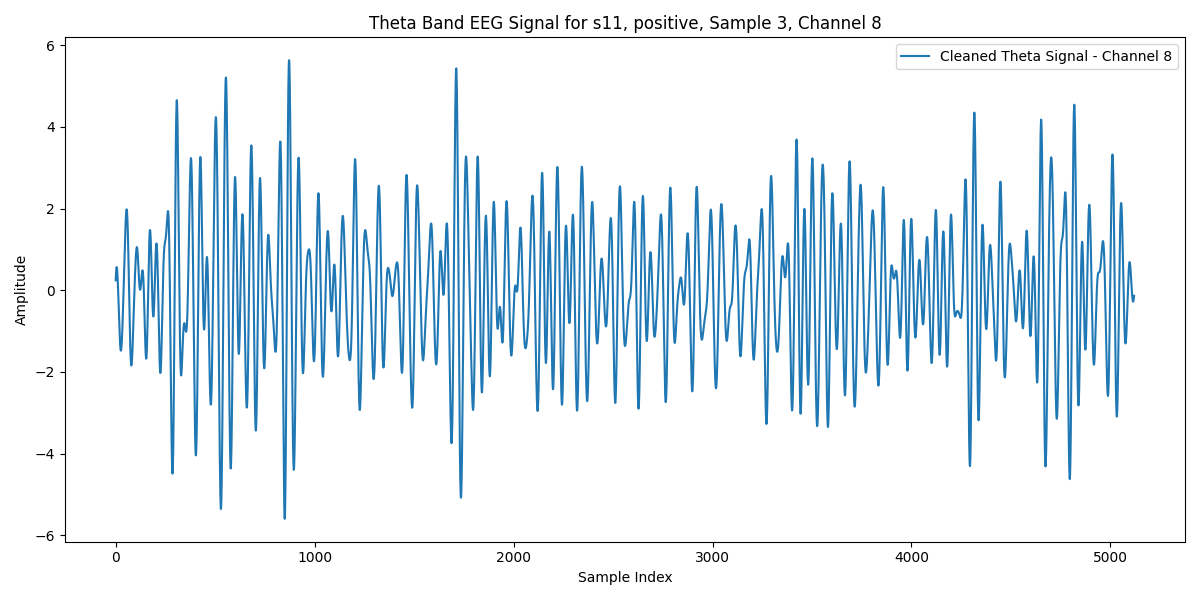 Theta Band EEG Signal for s11, positive, Sample 3, Channel 8
Cleaned Theta Signal - Channel 8
Amplitude
6
4
2
0
−2
−4
−6
0 1000 2000 3000 4000 5000
Sample Index